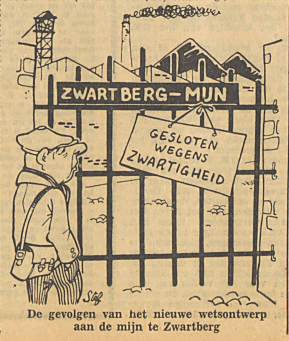 ZWARTBERG-MIJN
GESLOTEN
WEGENS
ZWARTIGHEID
Stef
De gevolgen van het nieuwe wetsontwerp
aan de mijn te Zwartberg